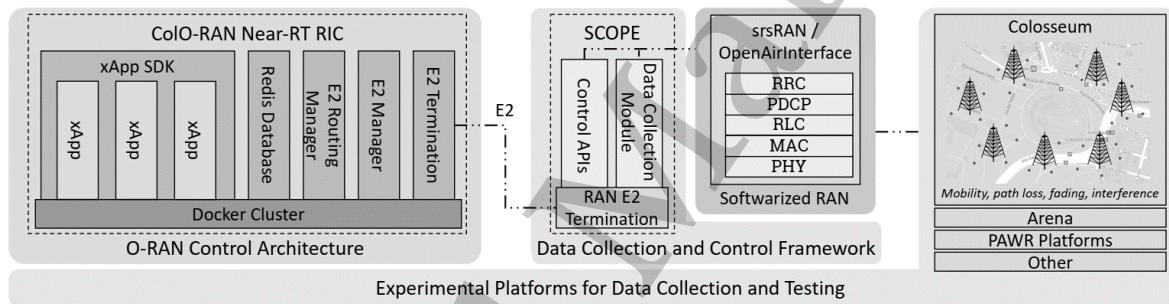 ColO-RAN Near-RT RIC
xApp SDK
xApp
xApp
xApp
Redis Database
E2 Routing
Manager
E2 Manager
E2 Termination
Docker Cluster
O-RAN Control Architecture
E2
SCOPE
Control APIs
Data Collection
Module
RAN E2
Termination
srsRAN /
OpenAirInterface
RRC
PDCP
RLC
MAC
PHY
Softwarized RAN
Data Collection and Control Framework
Colosseum
Mobility, path loss, fading, interference
Arena
PAWR Platforms
Other
Experimental Platforms for Data Collection and Testing